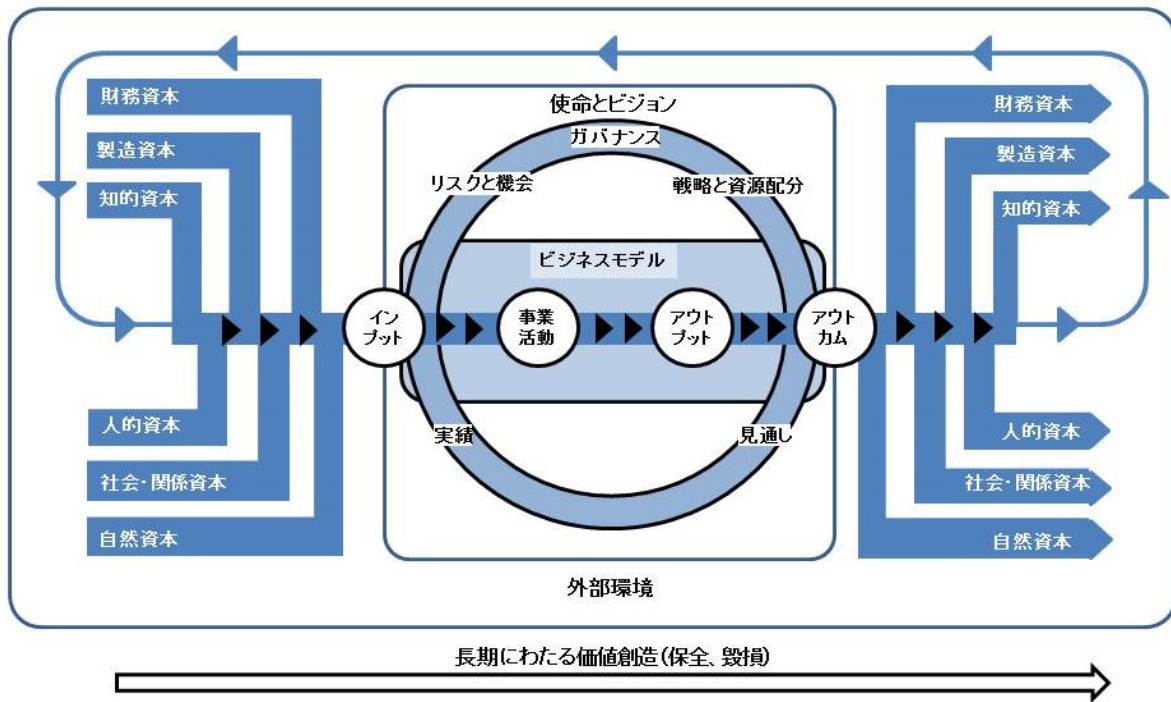 使命とビジョン
ガバナンス
リスクと機会
戦略と資源配分
財務資本
製造資本
知的資本
人的資本
社会・関係資本
自然資本
ビジネスモデル
イン
プット
事業
活動
アウト
プット
アウト
カム
実績
見通し
財務資本
製造資本
知的資本
人的資本
社会・関係資本
自然資本
外部環境
長期にわたる価値創造(保全、毀損)